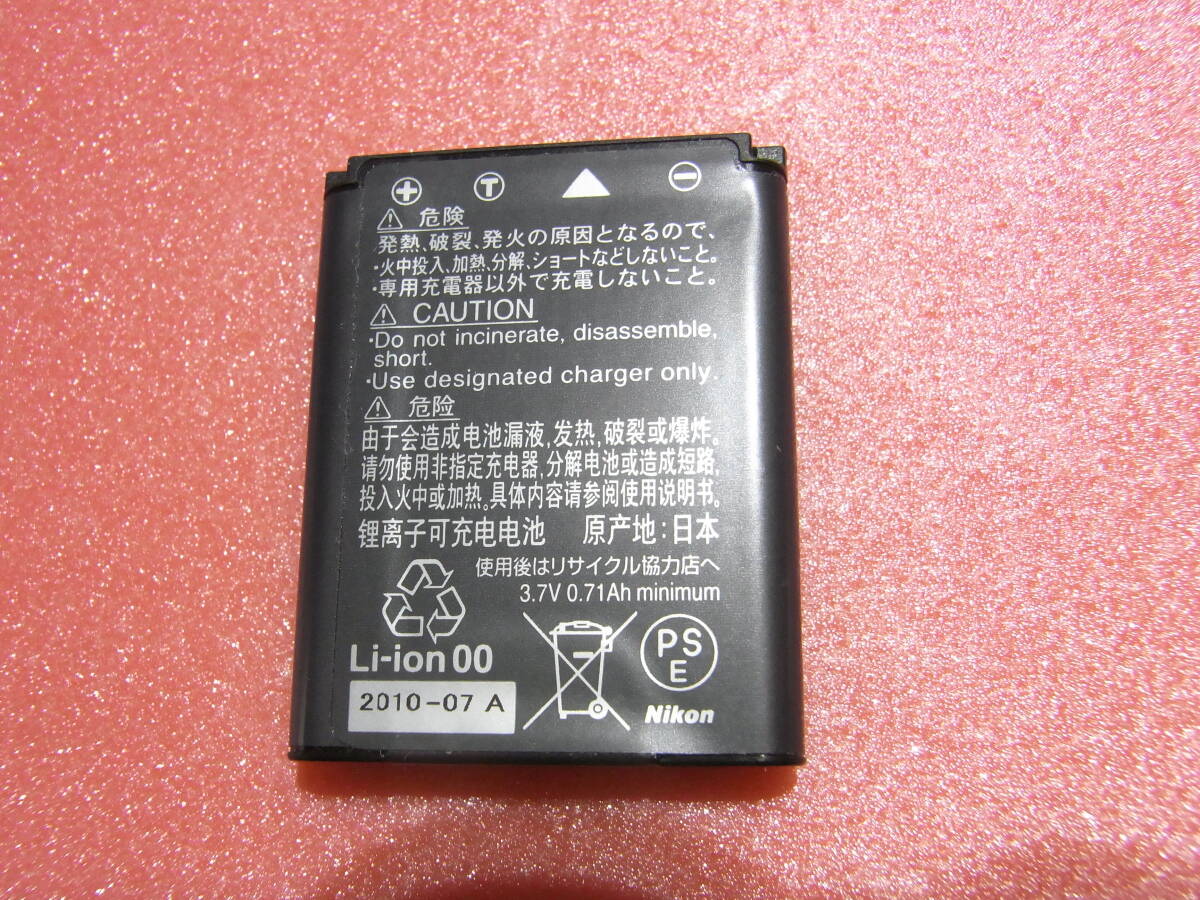 + T −
⚠ 危険
発熱、破裂、発火の原因となるので、
・火中投入、加熱、分解、ショートなどしないこと。
・専用充電器以外で充電しないこと。
⚠ CAUTION
·Do not incinerate, disassemble,
short.
·Use designated charger only.
⚠ 危险
由于会造成电池漏液,发热,破裂或爆炸。
请勿使用非指定充电器,分解电池或造成短路,
投入火中或加热。具体内容请参阅使用说明书。
锂离子可充电电池 原产地:日本
使用後はリサイクル協力店へ
3.7V 0.71Ah minimum
Li-ion 00
PS
E
2010-07 A
Nikon